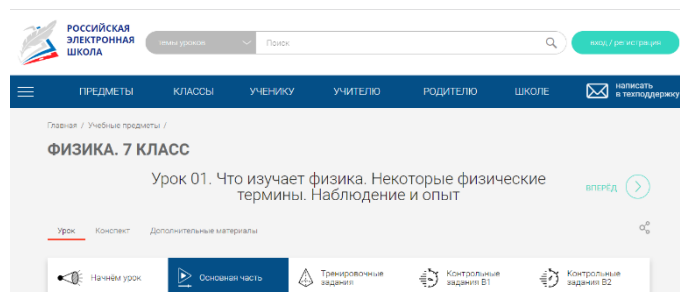 РОССИЙСКАЯ
ЭЛЕКТРОННАЯ
ШКОЛА
темы уроков
Поиск
вход / регистрация
ПРЕДМЕТЫ КЛАССЫ УЧЕНИКУ УЧИТЕЛЮ РОДИТЕЛЮ ШКОЛЕ
написать
в техподдержку
Главная / Учебные предметы /
ФИЗИКА. 7 КЛАСС
Урок 01. Что изучает физика. Некоторые физические
термины. Наблюдение и опыт
ВПЕРЁД
Урок Конспект Дополнительные материалы
Начнём урок
Основная часть
Тренировочные
задания
Контрольные
задания В1
Контрольные
задания В2